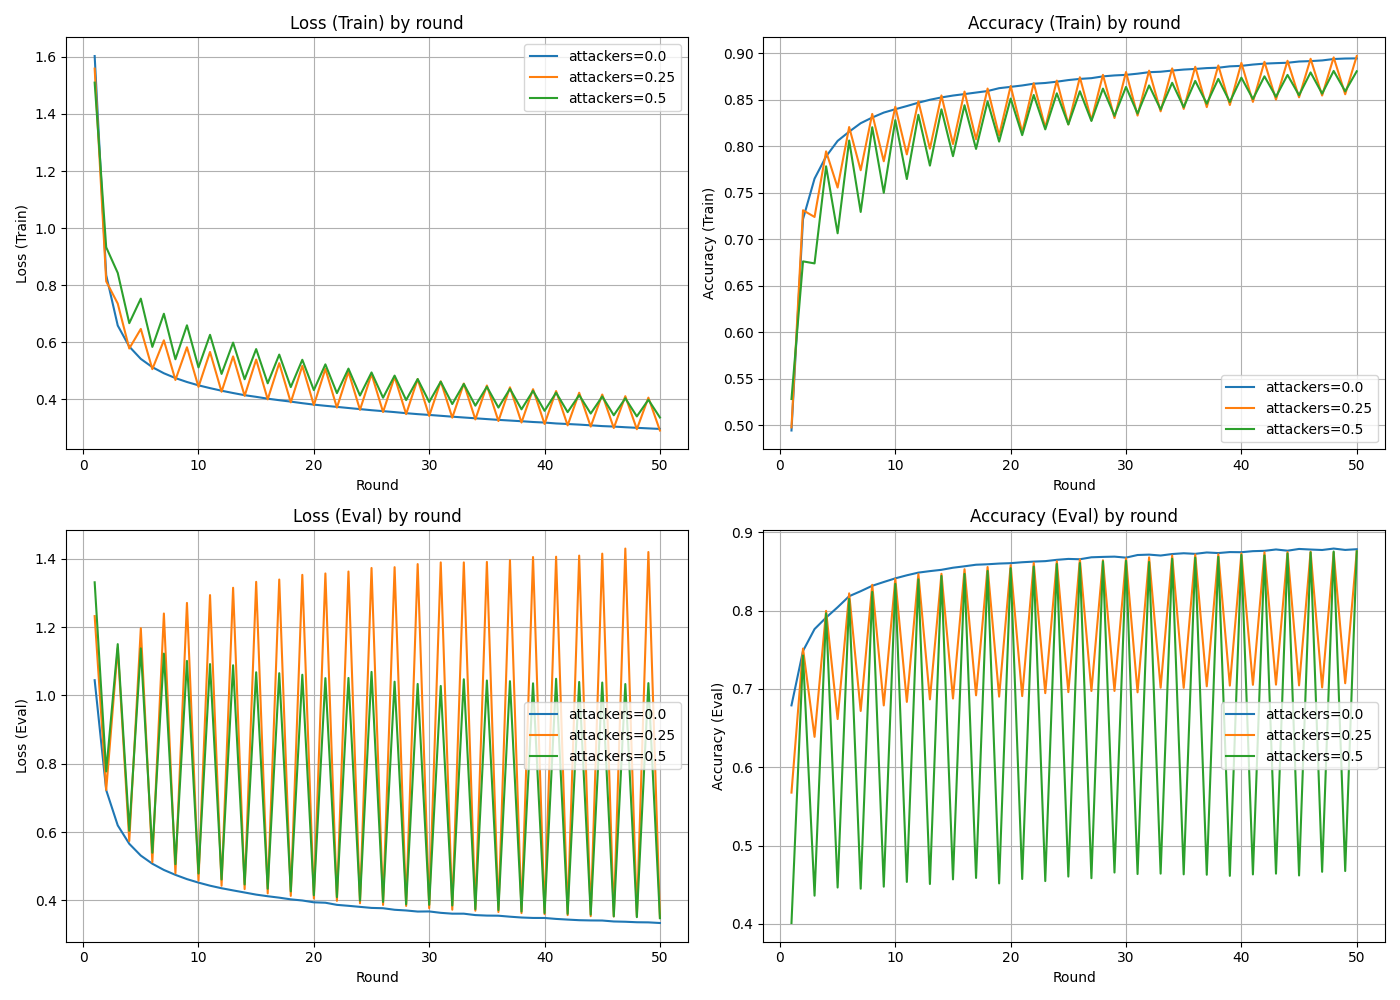 Loss (Train) by round
Loss (Train)
1.6
1.4
1.2
1.0
0.8
0.6
0.4
attackers=0.0
attackers=0.25
attackers=0.5
0 10 20 30 40 50
Round
Accuracy (Train) by round
Accuracy (Train)
0.90
0.85
0.80
0.75
0.70
0.65
0.60
0.55
0.50
attackers=0.0
attackers=0.25
attackers=0.5
0 10 20 30 40 50
Round
Loss (Eval) by round
Loss (Eval)
1.4
1.2
1.0
0.8
0.6
0.4
attackers=0.0
attackers=0.25
attackers=0.5
0 10 20 30 40 50
Round
Accuracy (Eval) by round
Accuracy (Eval)
0.9
0.8
0.7
0.6
0.5
0.4
attackers=0.0
attackers=0.25
attackers=0.5
0 10 20 30 40 50
Round